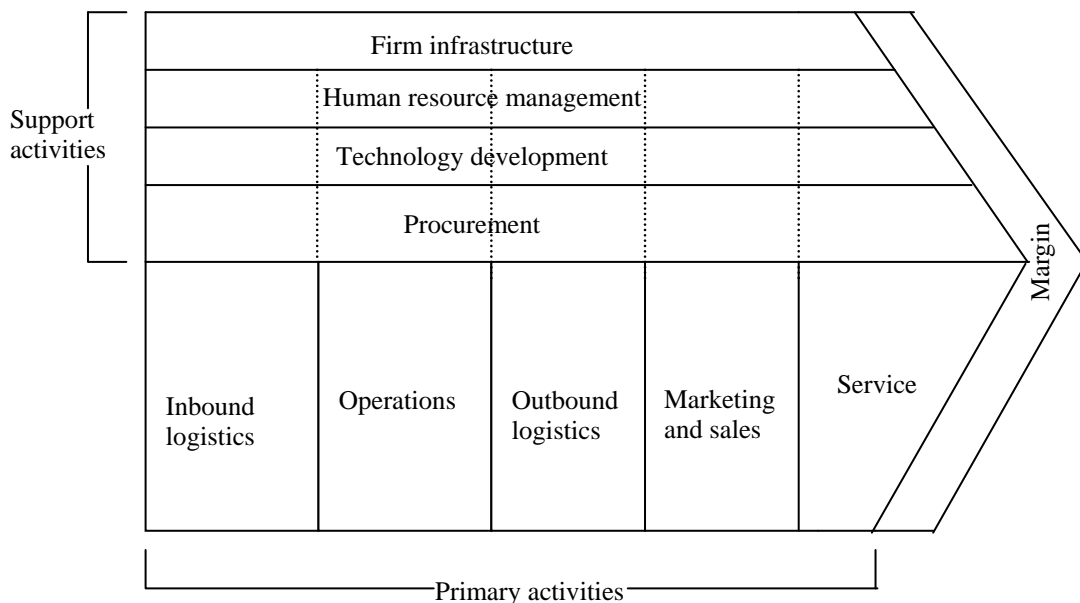 Firm infrastructure
Human resource management
Support
activities
Technology development
Procurement
Margin
Inbound
logistics
Operations
Outbound
logistics
Marketing
and sales
Service
Primary activities